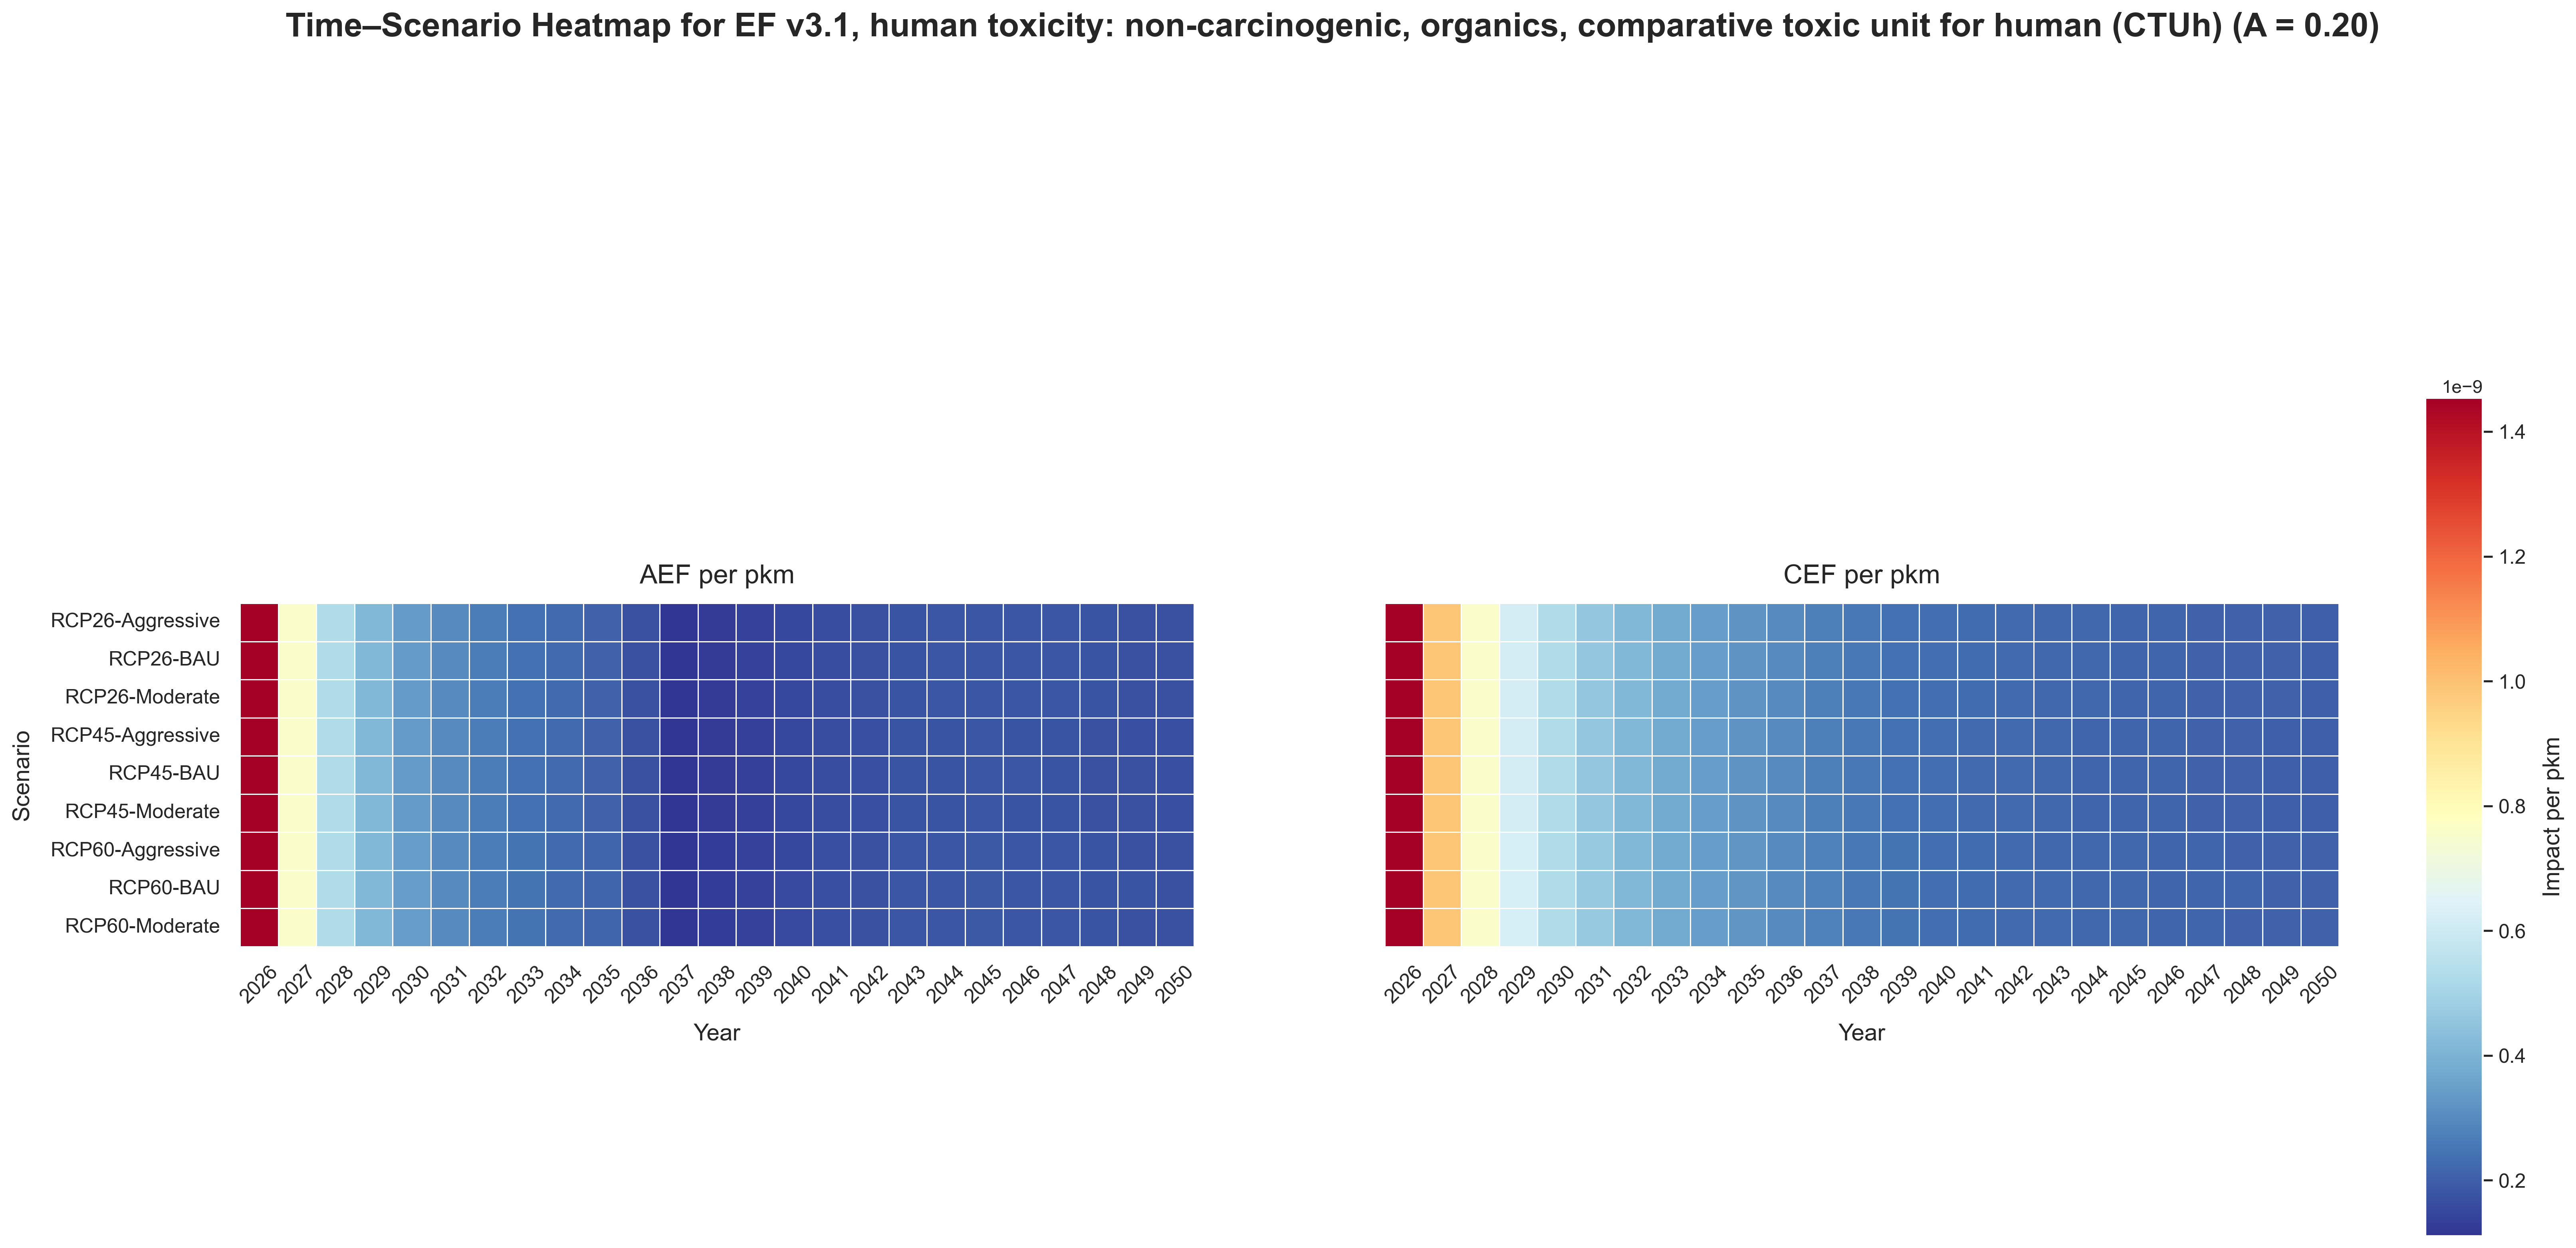 Time–Scenario Heatmap for EF v3.1, human toxicity: non-carcinogenic, organics, comparative toxic unit for human (CTUh) (A = 0.20)
AEF per pkm
Scenario
RCP26-Aggressive
RCP26-BAU
RCP26-Moderate
RCP45-Aggressive
RCP45-BAU
RCP45-Moderate
RCP60-Aggressive
RCP60-BAU
RCP60-Moderate
2026 2027 2028 2029 2030 2031 2032 2033 2034 2035 2036 2037 2038 2039 2040 2041 2042 2043 2044 2045 2046 2047 2048 2049 2050
Year
CEF per pkm
2026 2027 2028 2029 2030 2031 2032 2033 2034 2035 2036 2037 2038 2039 2040 2041 2042 2043 2044 2045 2046 2047 2048 2049 2050
Year
1e−9
1.4
1.2
1.0
0.8
0.6
0.4
0.2
Impact per pkm